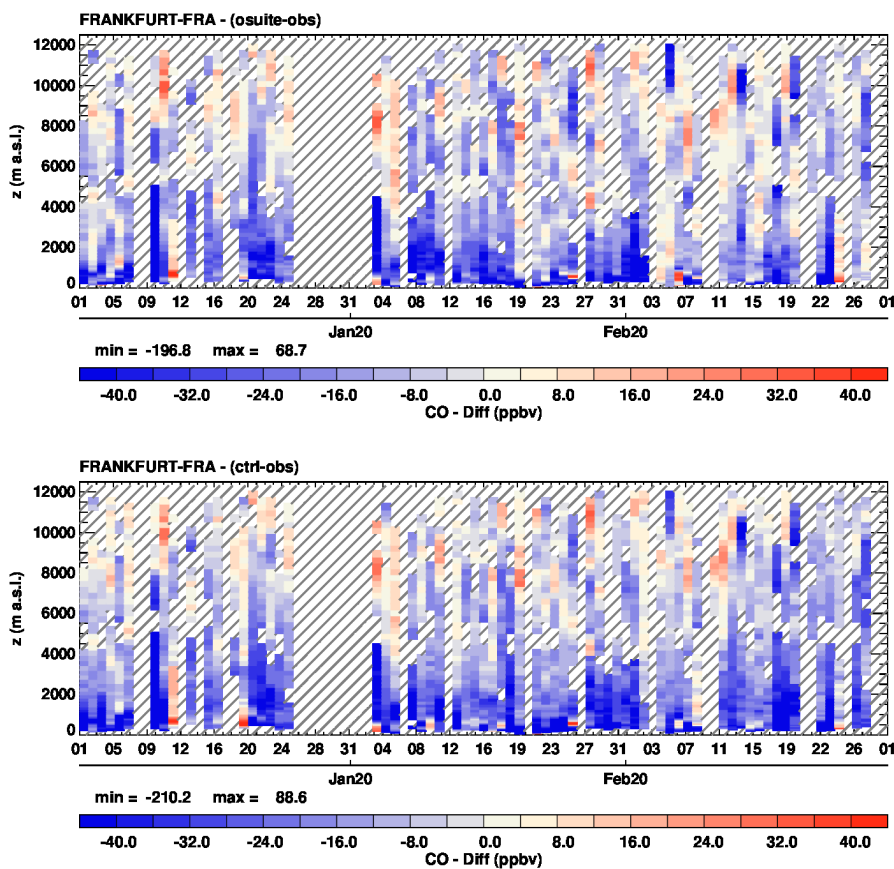 FRANKFURT-FRA - (osuite-obs)
12000
10000
8000
6000
4000
2000
0
z (m a.s.l.)
01 05 09 12 16 20 24 28 31 04 08 12 16 19 23 27 31 03 07 11 15 19 22 26 01
Jan20 Feb20
min = -196.8 max = 68.7
-40.0 -32.0 -24.0 -16.0 -8.0 0.0 8.0 16.0 24.0 32.0 40.0
CO - Diff (ppbv)
FRANKFURT-FRA - (ctrl-obs)
12000
10000
8000
6000
4000
2000
0
z (m a.s.l.)
01 05 09 12 16 20 24 28 31 04 08 12 16 19 23 27 31 03 07 11 15 19 22 26 01
Jan20 Feb20
min = -210.2 max = 88.6
-40.0 -32.0 -24.0 -16.0 -8.0 0.0 8.0 16.0 24.0 32.0 40.0
CO - Diff (ppbv)